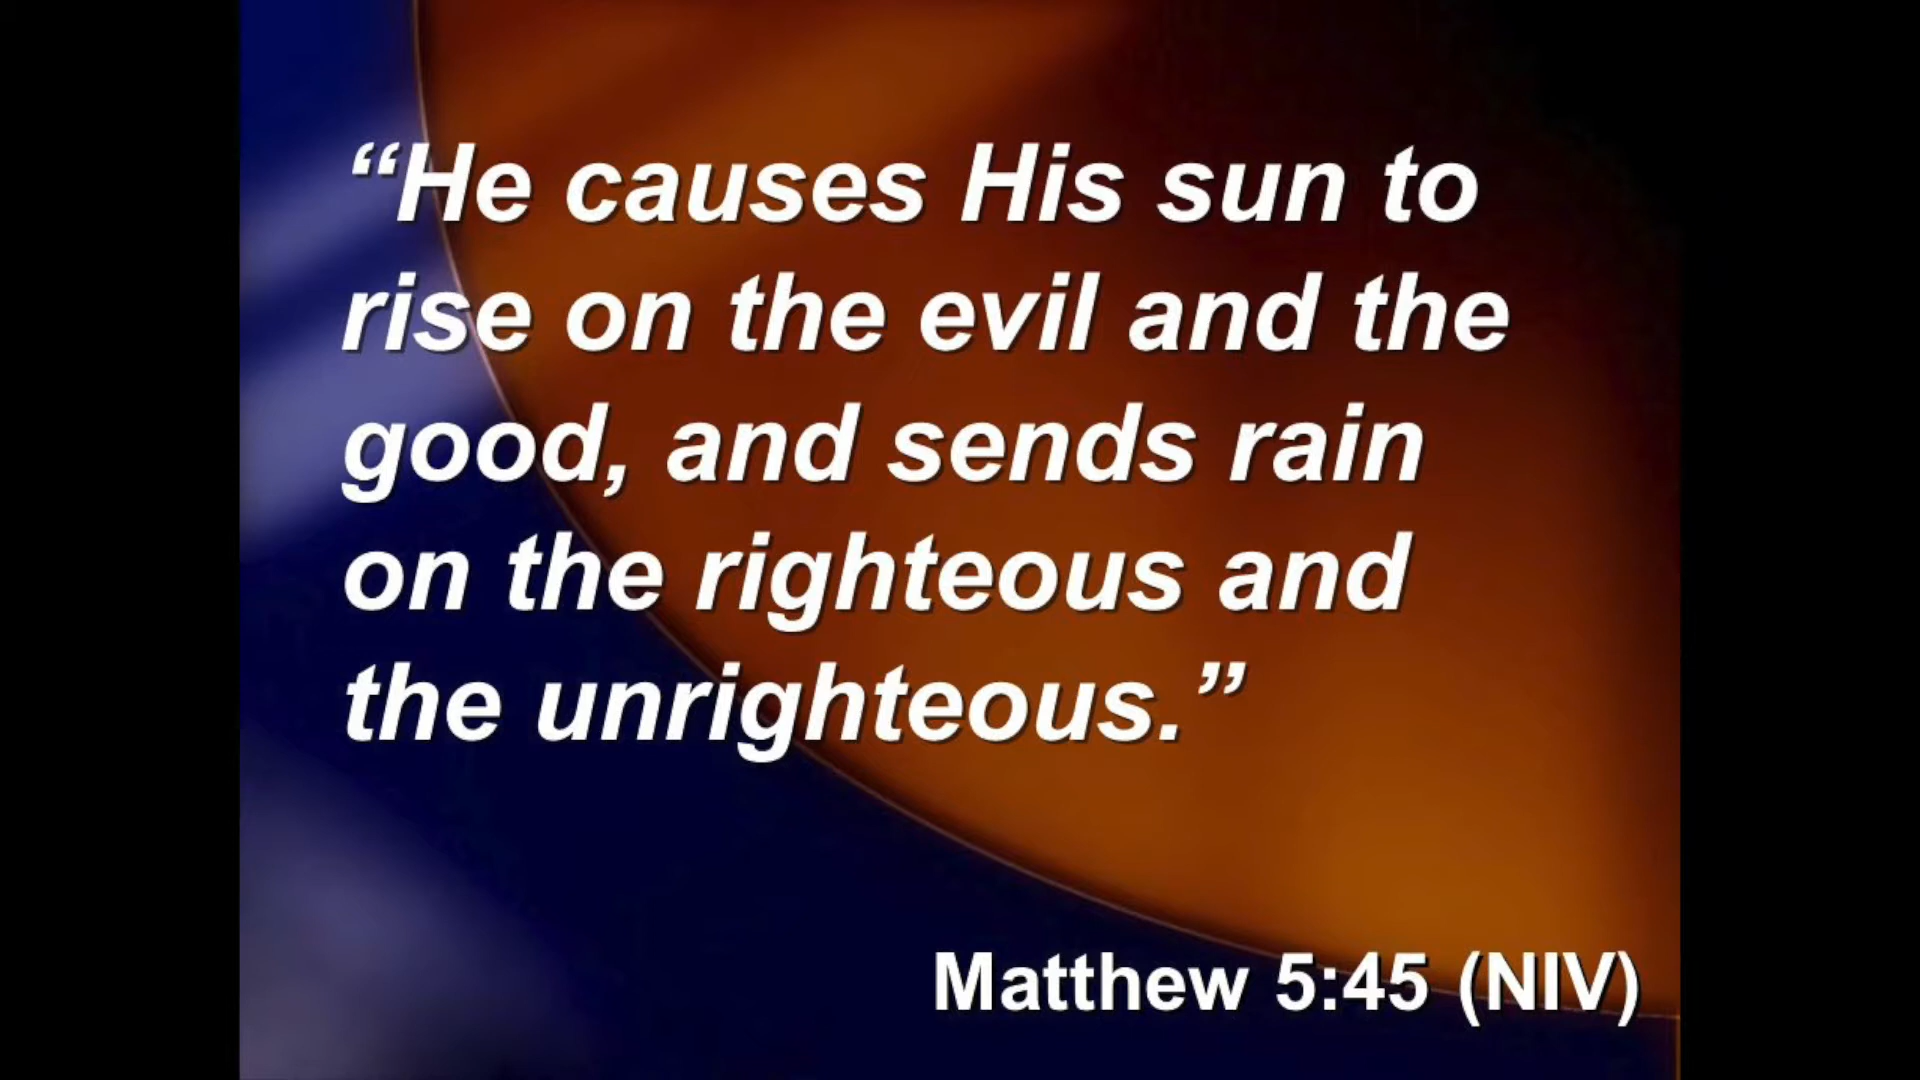 “He causes His sun to
rise on the evil and the
good, and sends rain
on the righteous and
the unrighteous.”
Matthew 5:45 (NIV)